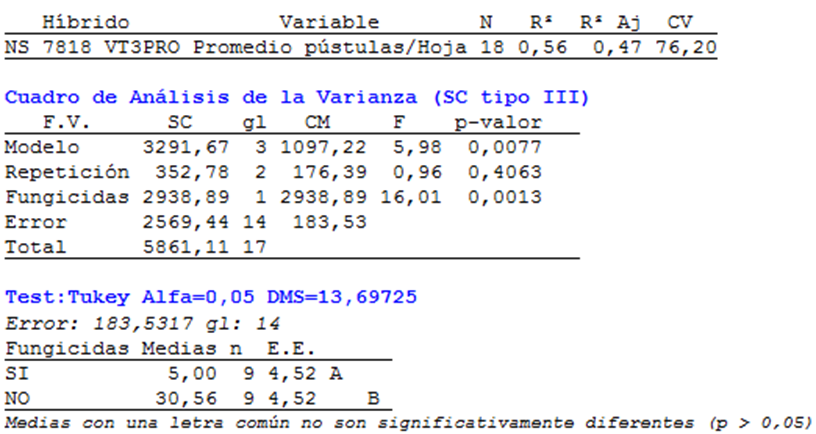 Híbrido Variable N R² R² Aj CV
NS 7818 VT3PRO Promedio pústulas/Hoja 18 0,56 0,47 76,20
Cuadro de Análisis de la Varianza (SC tipo III)
F.V. SC gl CM F p-valor
Modelo 3291,67 3 1097,22 5,98 0,0077
Repetición 352,78 2 176,39 0,96 0,4063
Fungicidas 2938,89 1 2938,89 16,01 0,0013
Error 2569,44 14 183,53
Total 5861,11 17
Test:Tukey Alfa=0,05 DMS=13,69725
Error: 183,5317 gl: 14
Fungicidas Medias n E.E.
SI 5,00 9 4,52 A
NO 30,56 9 4,52 B
Medias con una letra común no son significativamente diferentes (p > 0,05)